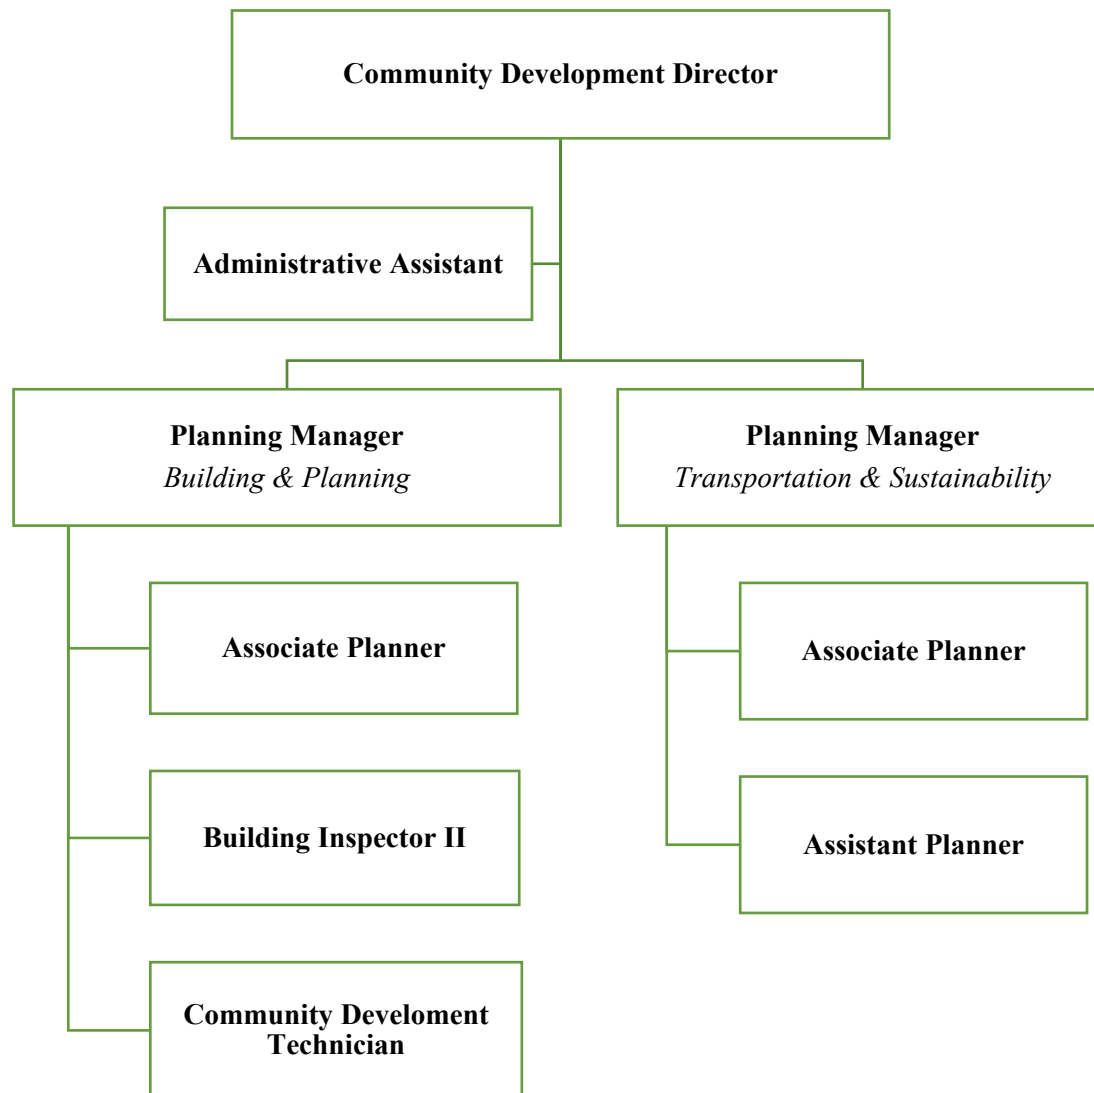 Community Development Director
Administrative Assistant
Planning Manager
Building & Planning
Associate Planner
Building Inspector II
Community Develoment
Technician
Planning Manager
Transportation & Sustainability
Associate Planner
Assistant Planner